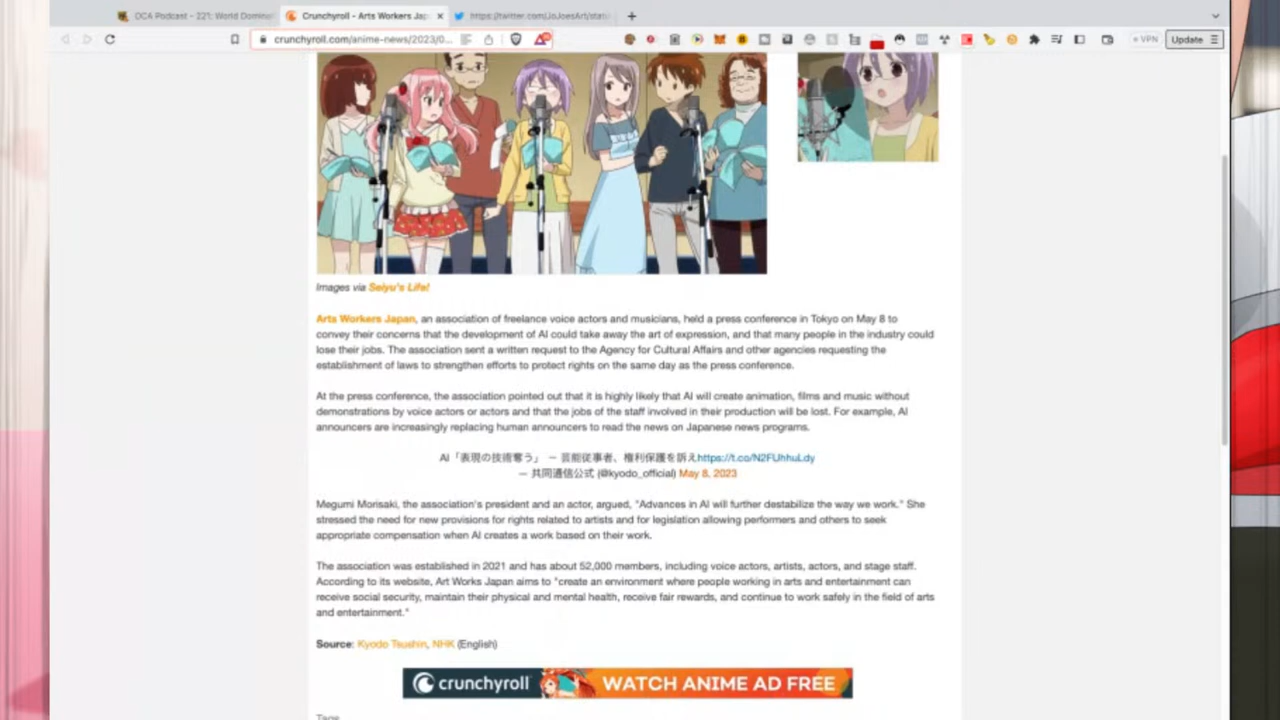 OCA Podcast - 221: World Domina
Crunchyroll - Arts Workers Jap
https://twitter.com/JoJoesArt/statu
crunchyroll.com/anime-news/2023/0...
VPN
Update
Images via Seiyu's Life!
Arts Workers Japan, an association of freelance voice actors and musicians, held a press conference in Tokyo on May 8 to
convey their concerns that the development of AI could take away the art of expression, and that many people in the industry could
lose their jobs. The association sent a written request to the Agency for Cultural Affairs and other agencies requesting the
establishment of laws to strengthen efforts to protect rights on the same day as the press conference.
At the press conference, the association pointed out that it is highly likely that AI will create animation, films and music without
demonstrations by voice actors or actors and that the jobs of the staff involved in their production will be lost. For example, AI
announcers are increasingly replacing human announcers to read the news on Japanese news programs.
AI「表現の技術奪う」 – 芸能従事者、権利保護を訴えhttps://t.co/N2FUhhuLdy
— 共同通信公式 (@kyodo_official) May 8, 2023
Megumi Morisaki, the association's president and an actor, argued, "Advances in AI will further destabilize the way we work." She
stressed the need for new provisions for rights related to artists and for legislation allowing performers and others to seek
appropriate compensation when AI creates a work based on their work.
The association was established in 2021 and has about 52,000 members, including voice actors, artists, actors, and stage staff.
According to its website, Art Works Japan aims to "create an environment where people working in arts and entertainment can
receive social security, maintain their physical and mental health, receive fair rewards, and continue to work safely in the field of arts
and entertainment."
Source: Kyodo Tsushin, NHK (English)
crunchyroll WATCH ANIME AD FREE
Tags